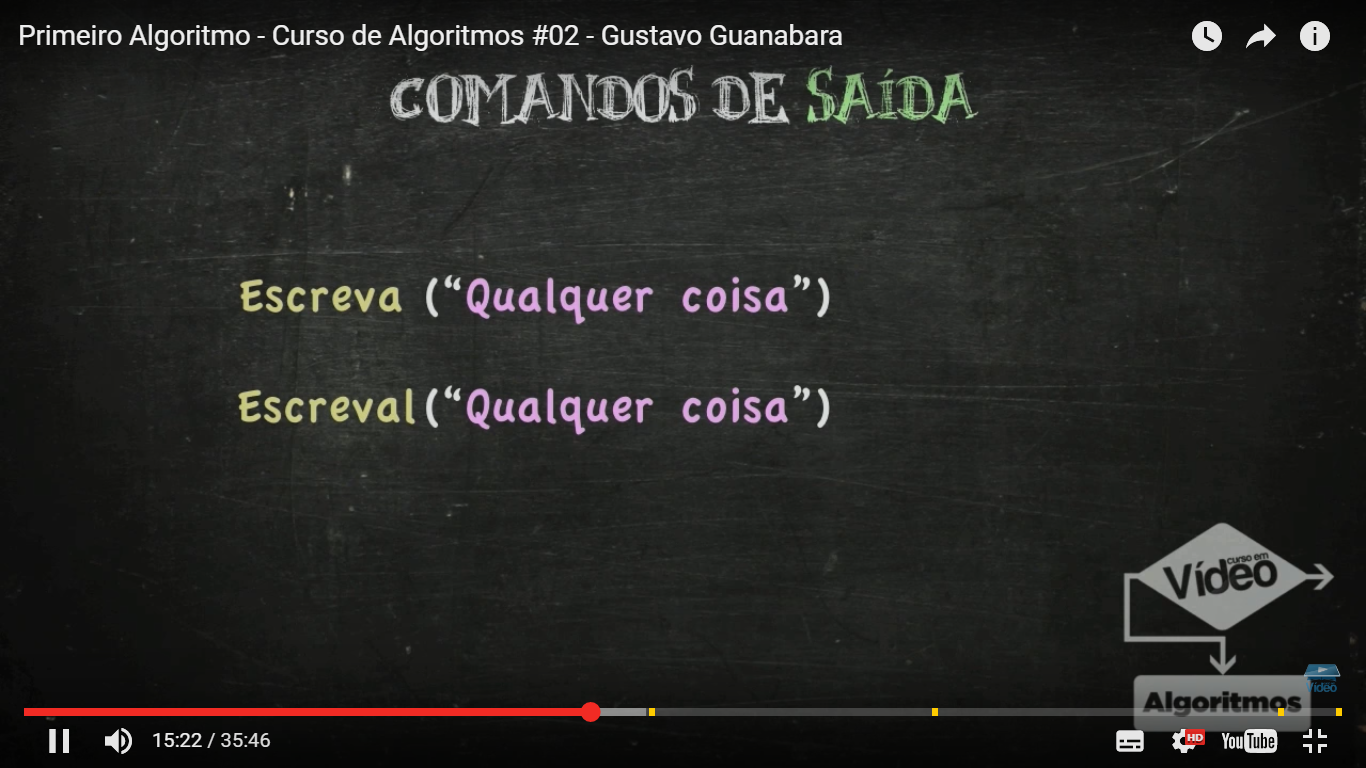 Primeiro Algoritmo - Curso de Algoritmos #02 - Gustavo Guanabara
COMANDOS DE SAÍDA
Escreva (“Qualquer coisa”)
Escreval(“Qualquer coisa”)
curso em
Vídeo
Vídeo
Algoritmos
15:22 / 35:46
HD
YouTube